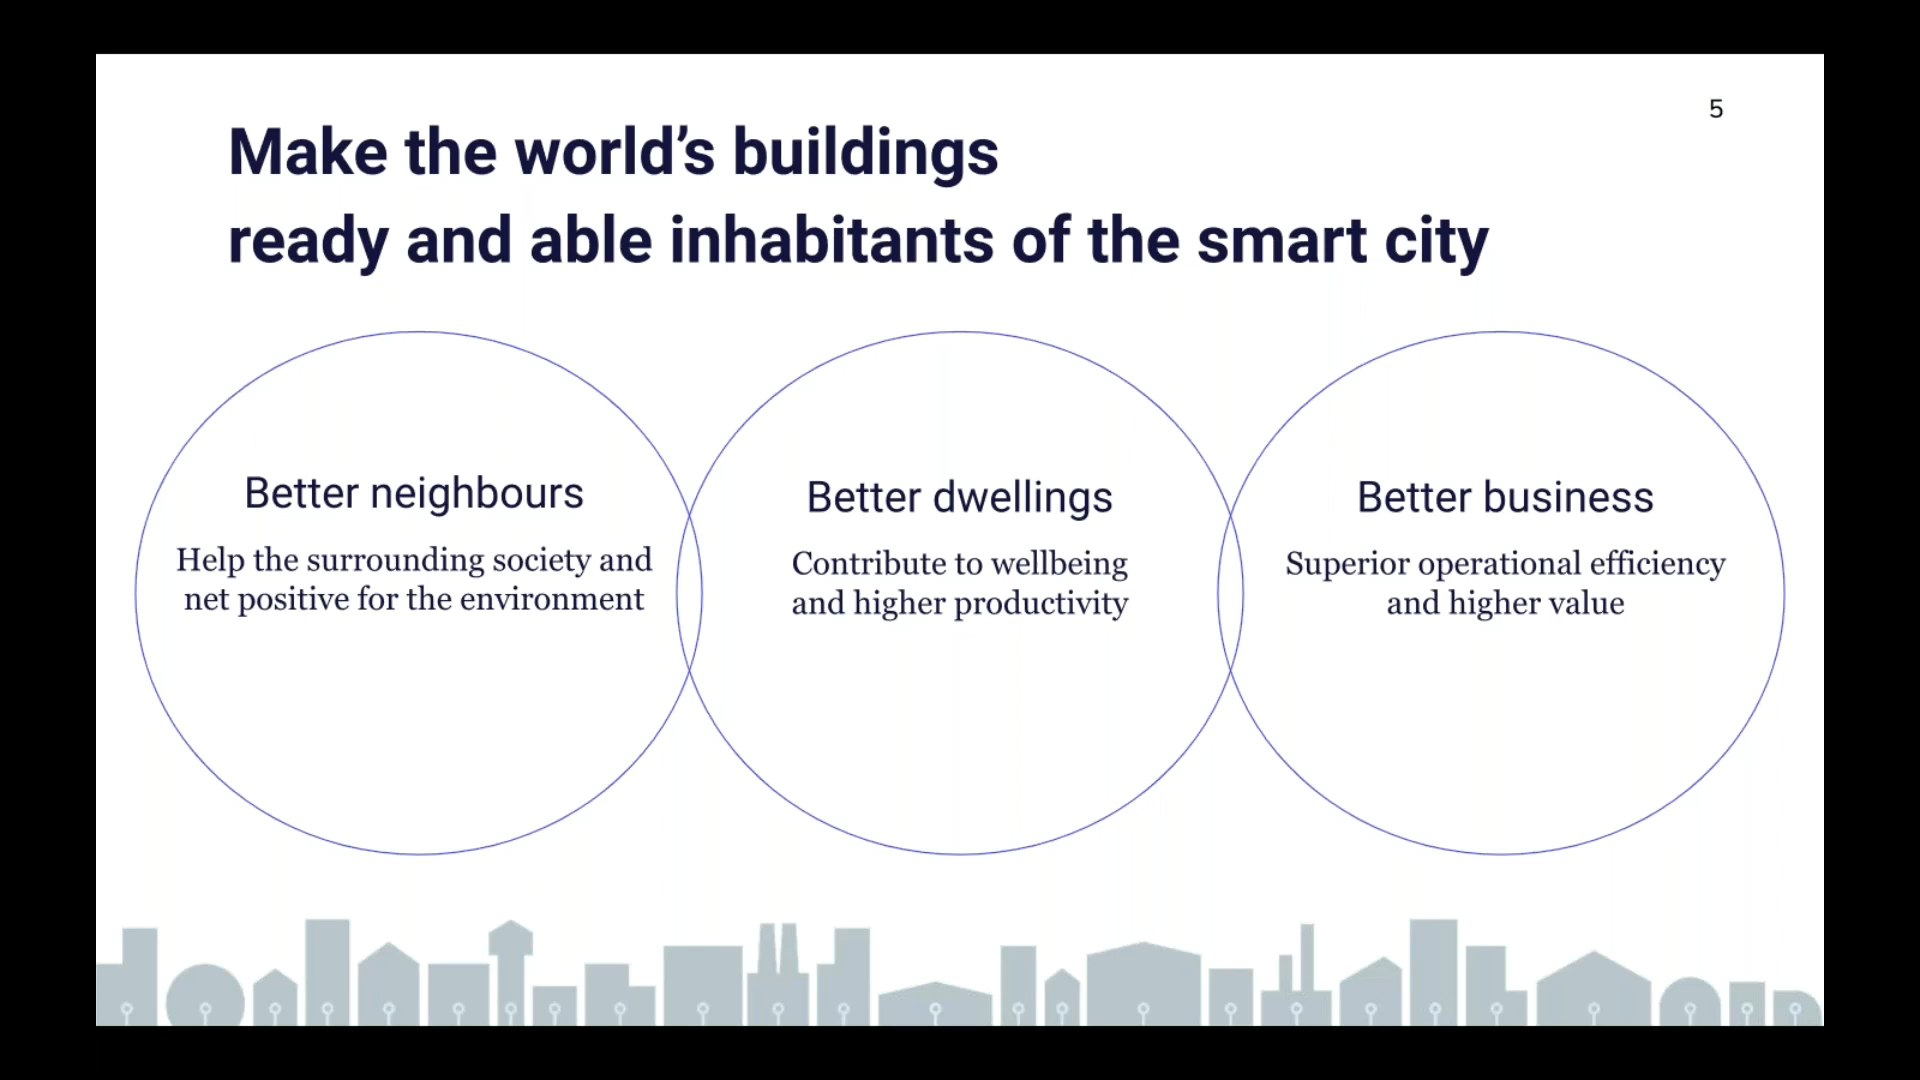 5
Make the world’s buildings
ready and able inhabitants of the smart city
Better neighbours
Help the surrounding society and
net positive for the environment
Better dwellings
Contribute to wellbeing
and higher productivity
Better business
Superior operational efficiency
and higher value